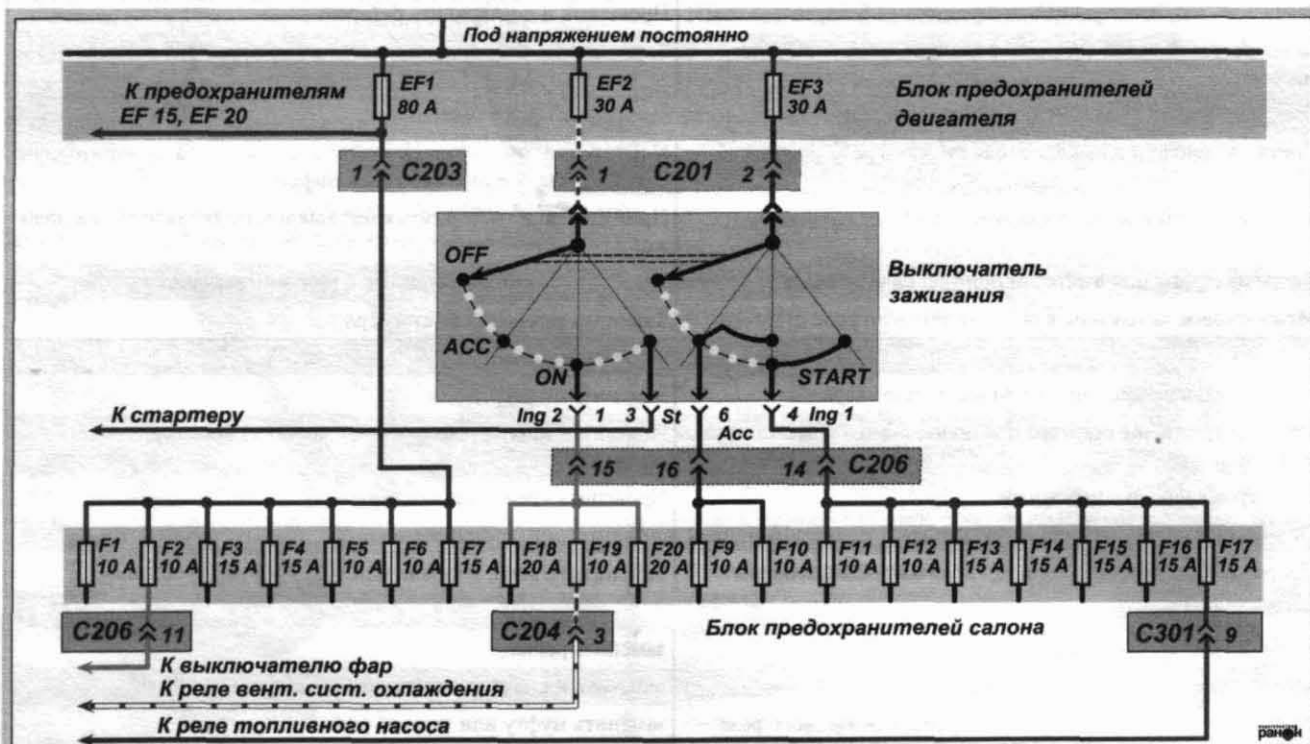 Под напряжением постоянно
К предохранителям
EF 15, EF 20
EF1
80 А
EF2
30 А
EF3
30 А
Блок предохранителей
двигателя
1 C203
1 C201 2
OFF
ACC
ON
START
Выключатель
зажигания
К стартеру
Ing 2 1 3 St 6 4 Ing 1
Acc
15 16 14 C206
F1
10 А
F2
10 А
F3
15 А
F4
15 А
F5
10 А
F6
10 А
F7
15 А
F18
20 А
F19
10 А
F20
20 А
F9
10 А
F10
10 А
F11
10 А
F12
10 А
F13
15 А
F14
15 А
F15
15 А
F16
15 А
F17
15 А
C206 11
C204 3
Блок предохранителей салона
C301 9
К выключателю фар
К реле вент. сист. охлаждения
К реле топливного насоса
ранок